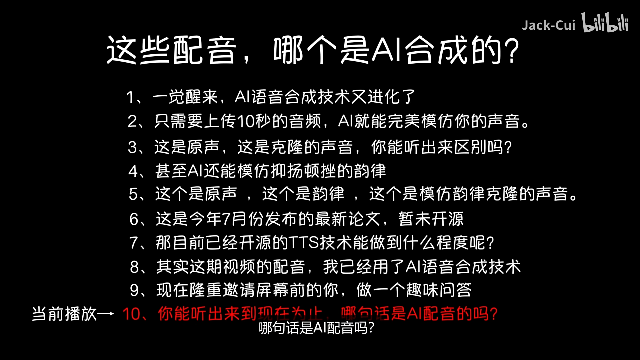 Jack-Cui bilibili
这些配音，哪个是AI合成的？
1、一觉醒来，AI语音合成技术又进化了
2、只需要上传10秒的音频，AI就能完美模仿你的声音。
3、这是原声，这是克隆的声音，你能听出来区别吗？
4、甚至AI还能模仿抑扬顿挫的韵律
5、这个是原声 ，这个是韵律 ，这个是模仿韵律克隆的声音。
6、这是今年7月份发布的最新论文，暂未开源
7、那目前已经开源的TTS技术能做到什么程度呢？
8、其实这期视频的配音，我已经用了AI语音合成技术
9、现在隆重邀请屏幕前的你，做一个趣味问答
当前播放→ 10、你能听出来到现在为止，哪句话是AI配音的吗？
哪句话是AI配音吗？